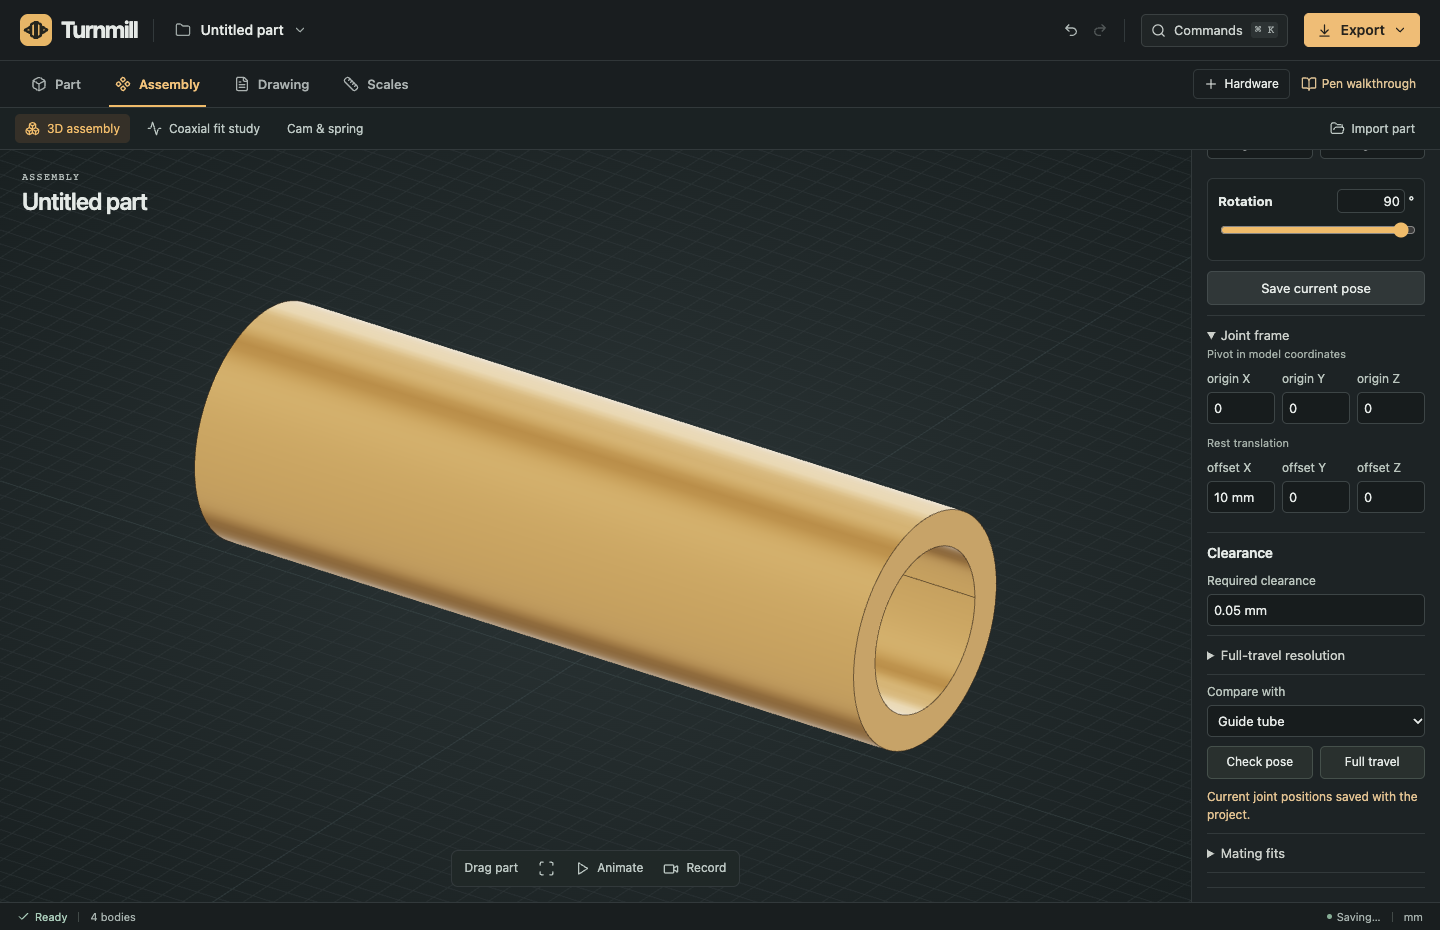 Turnmill
Untitled part
Commands ⌘ K
Export
Part
Assembly
Drawing
Scales
Hardware
Pen walkthrough
3D assembly
Coaxial fit study
Cam & spring
Import part
ASSEMBLY
Untitled part
Rotation 90 °
Save current pose
Joint frame
Pivot in model coordinates
origin X origin Y origin Z
0 0 0
Rest translation
offset X offset Y offset Z
10 mm 0 0
Clearance
Required clearance
0.05 mm
Full-travel resolution
Compare with
Guide tube
Check pose Full travel
Current joint positions saved with the
project.
Mating fits
Drag part
Animate
Record
Ready
4 bodies
Saving...
mm